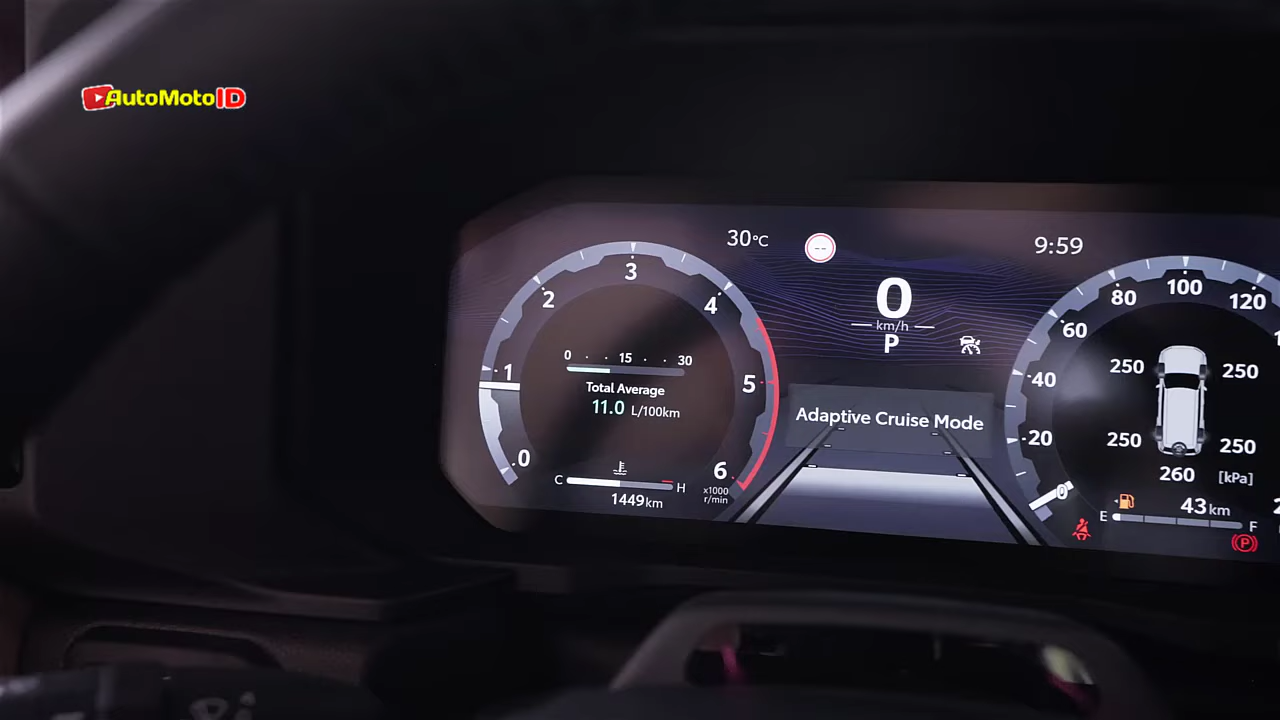 AutoMotoID
30°C
--
9:59
0
km/h
P
0
1
2
3
4
5
6
x1000
r/min
0 15 30
Total Average
11.0 L/100km
C H
1449km
Adaptive Cruise Mode
0
20
40
60
80
100
120
250 250
250 250
260 [kPa]
43km
E F
P